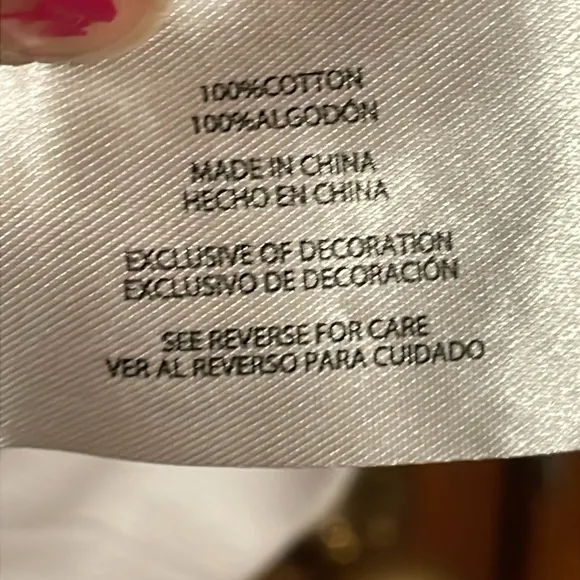 100%COTTON
100%ALGODÓN
MADE IN CHINA
HECHO EN CHINA
EXCLUSIVE OF DECORATION
EXCLUSIVO DE DECORACIÓN
SEE REVERSE FOR CARE
VER AL REVERSO PARA CUIDADO